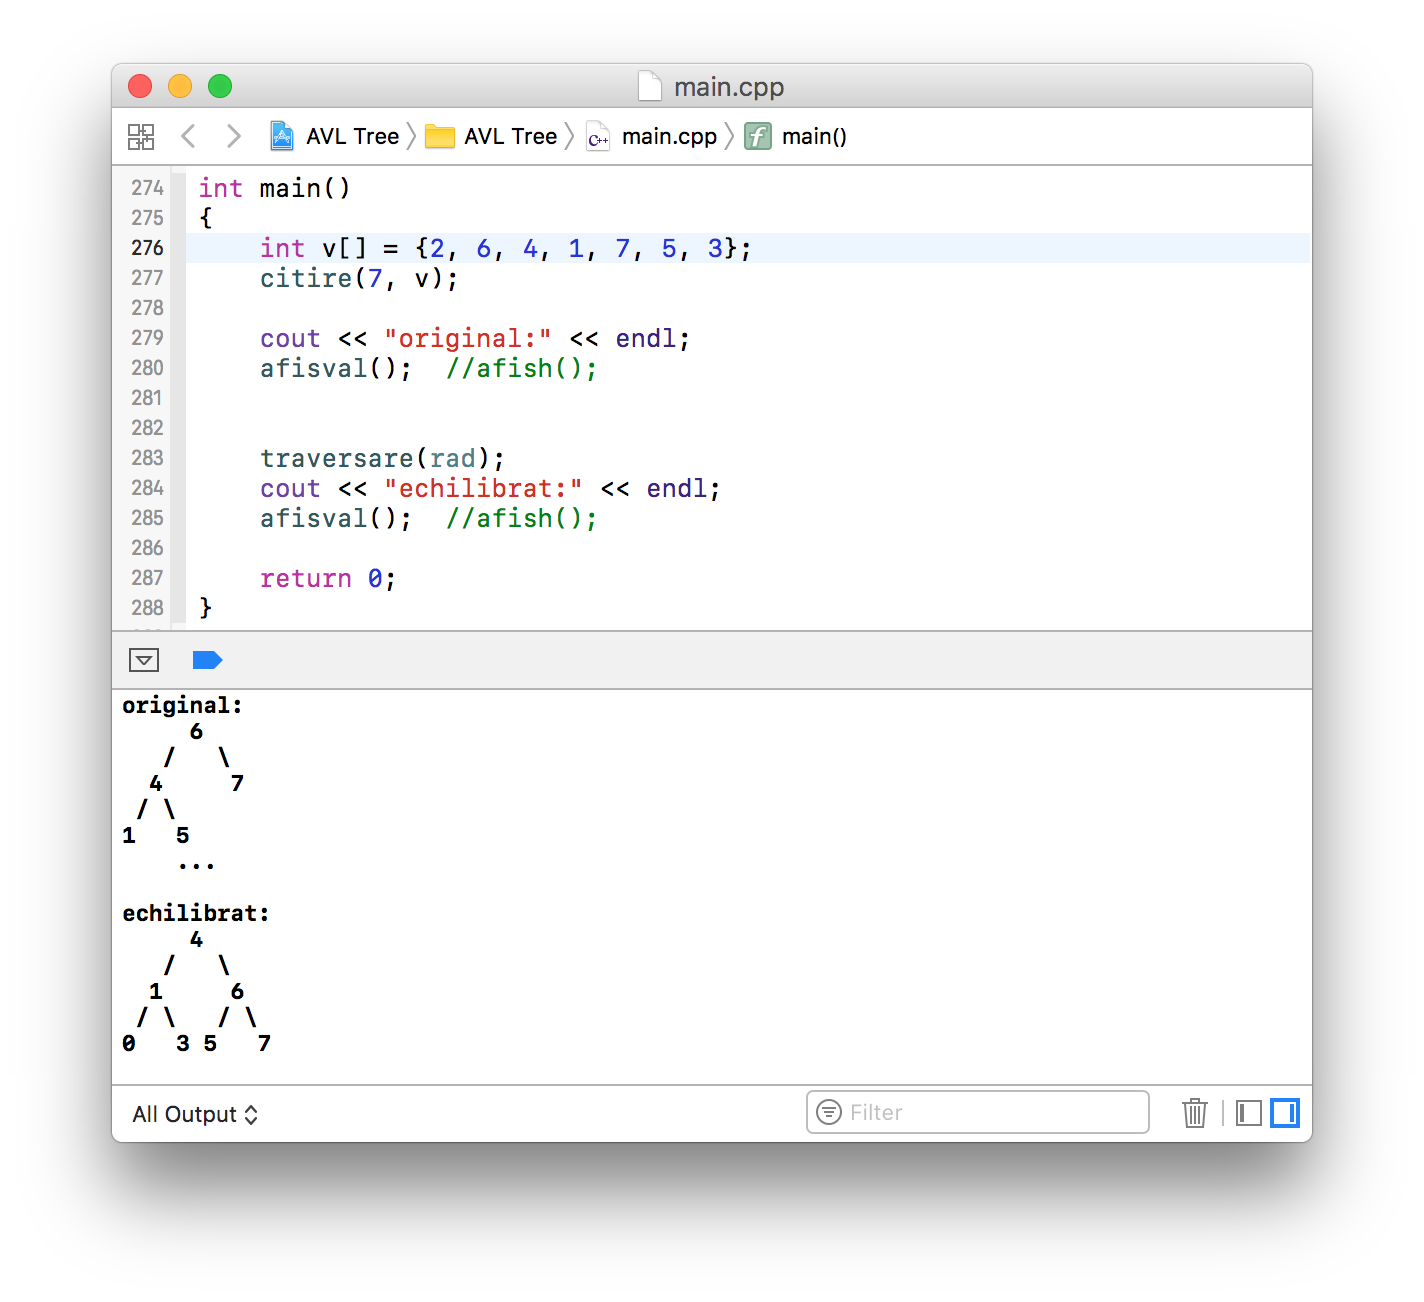 main.cpp
AVL Tree AVL Tree main.cpp main()
274 int main()
275 {
276     int v[] = {2, 6, 4, 1, 7, 5, 3};
277     citire(7, v);
278
279     cout << "original:" << endl;
280     afisval();  //afish();
281
282
283     traversare(rad);
284     cout << "echilibrat:" << endl;
285     afisval();  //afish();
286
287     return 0;
288 }
original:
     6
   /   \
  4     7
 / \
1   5
    ...
echilibrat:
     4
   /   \
  1     6
 / \   / \
0   3 5   7
All Output Filter